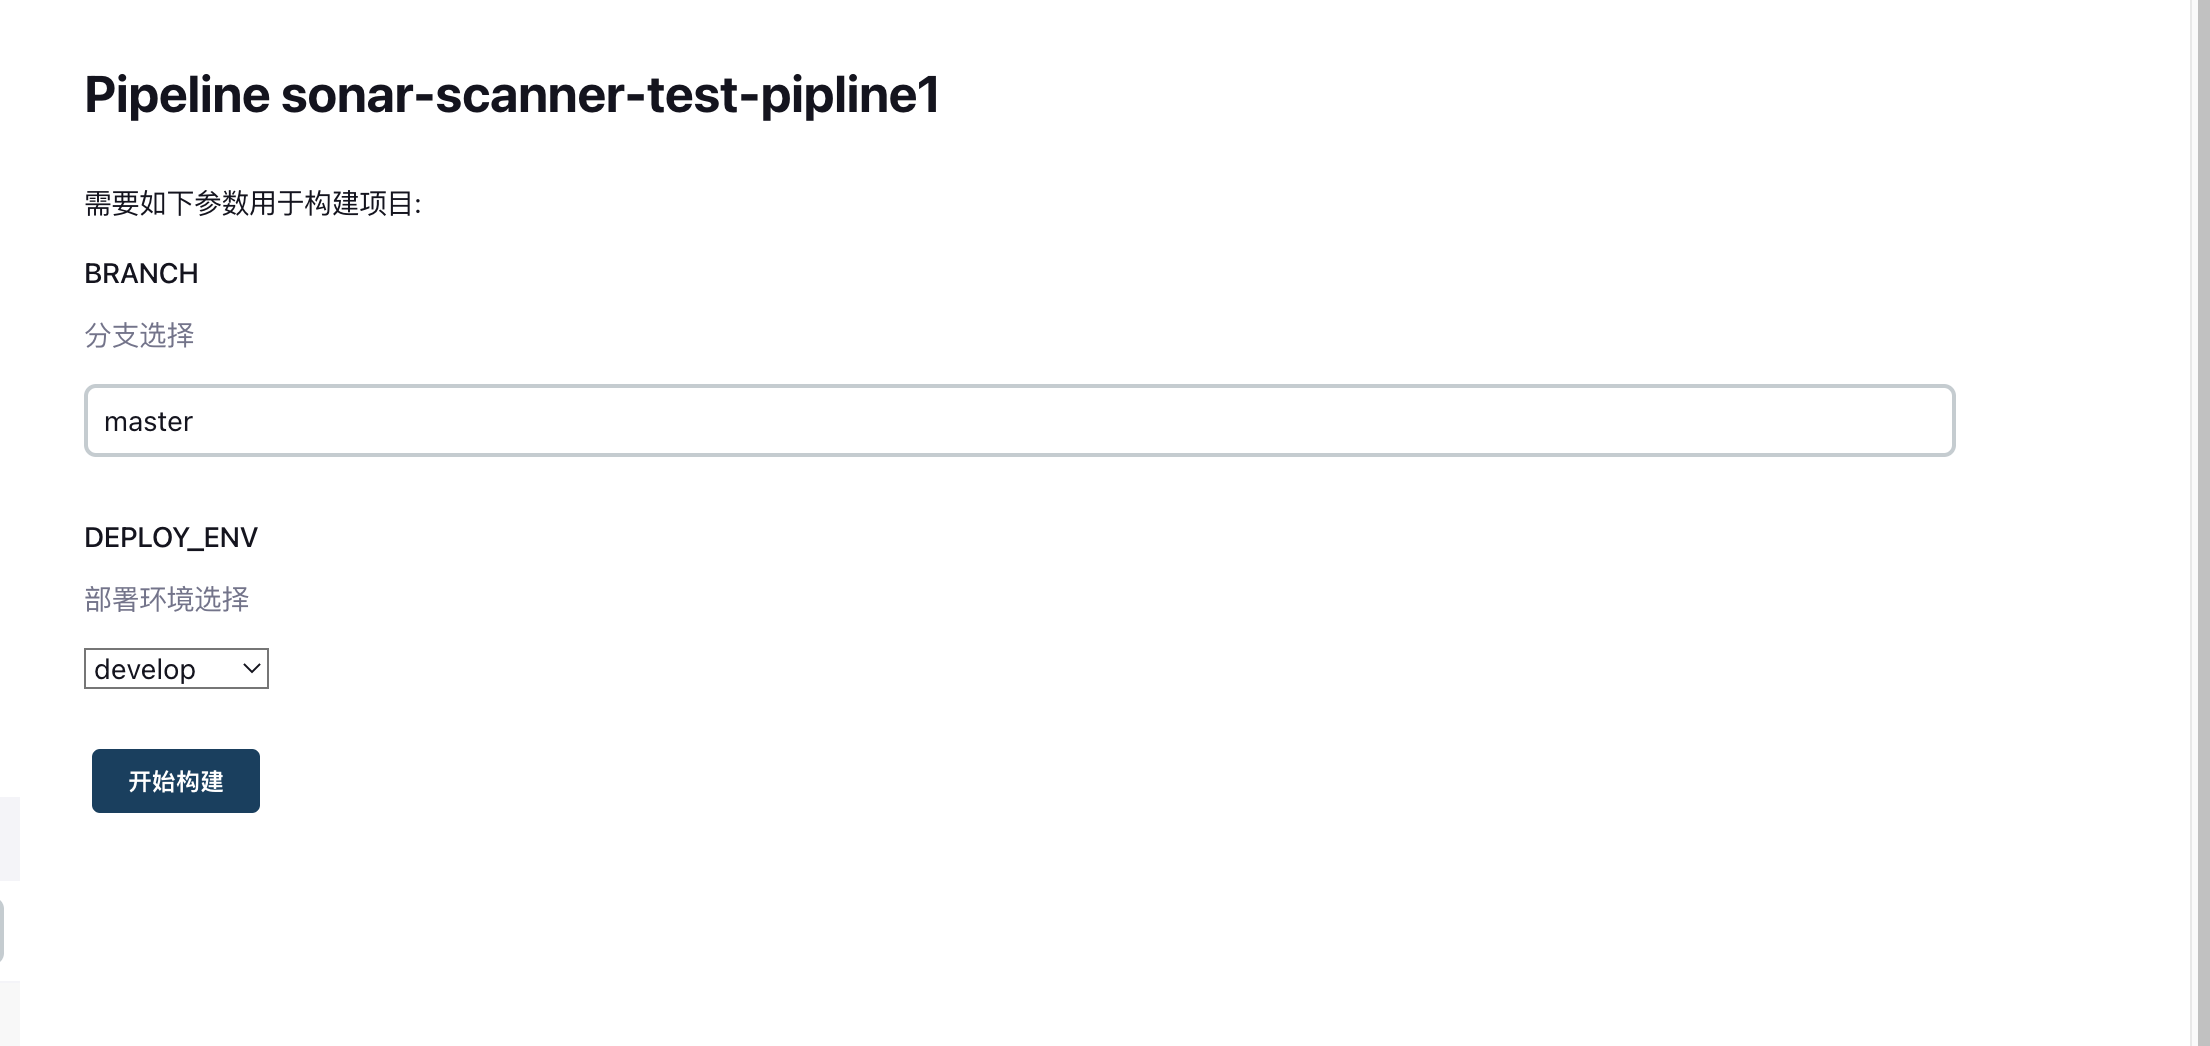 Pipeline sonar-scanner-test-pipline1
需要如下参数用于构建项目:
BRANCH
分支选择
master
DEPLOY_ENV
部署环境选择
develop
开始构建